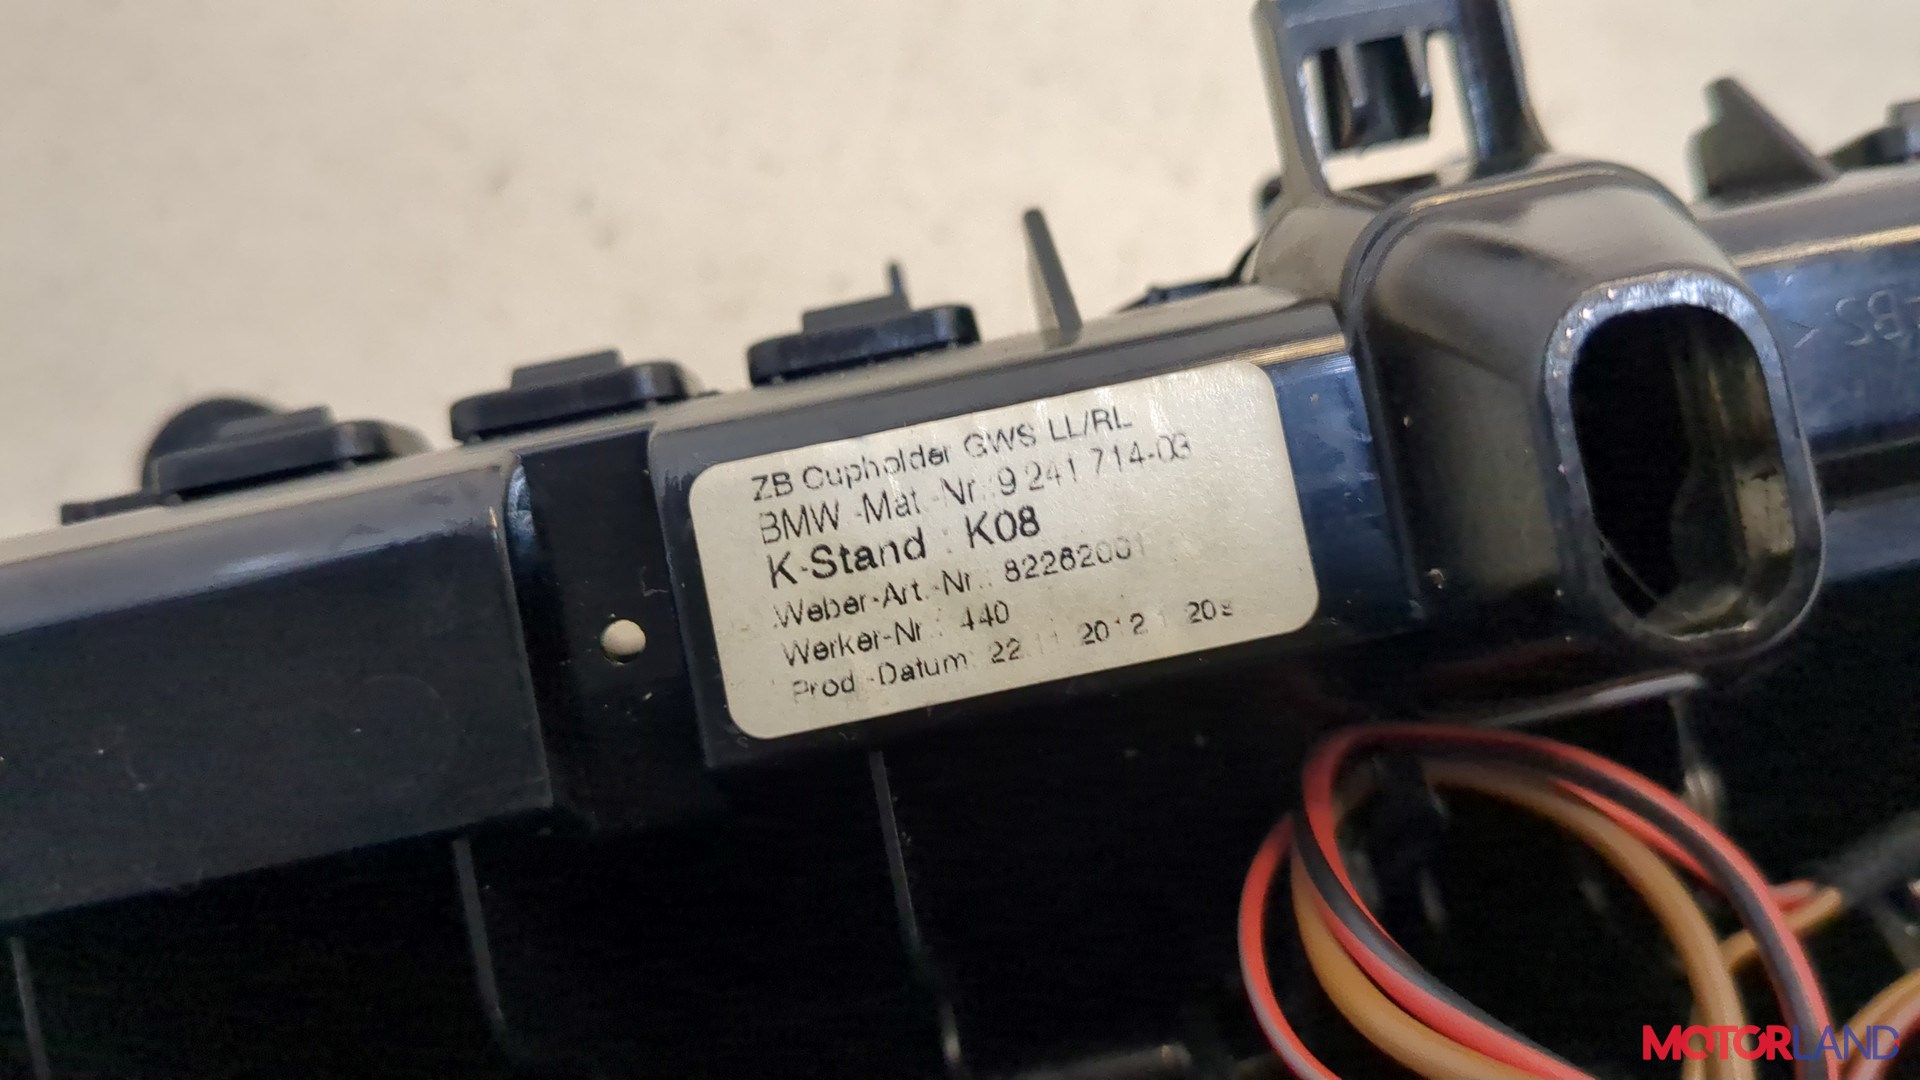 ZB Cupholder GWS LL/RL
BMW -Mat.-Nr.:9 241 714-03
K-Stand : K08
Weber-Art.-Nr.: 82262001
Werker-Nr.: 440
Prod.-Datum: 22.11.2012
MOTORLAND